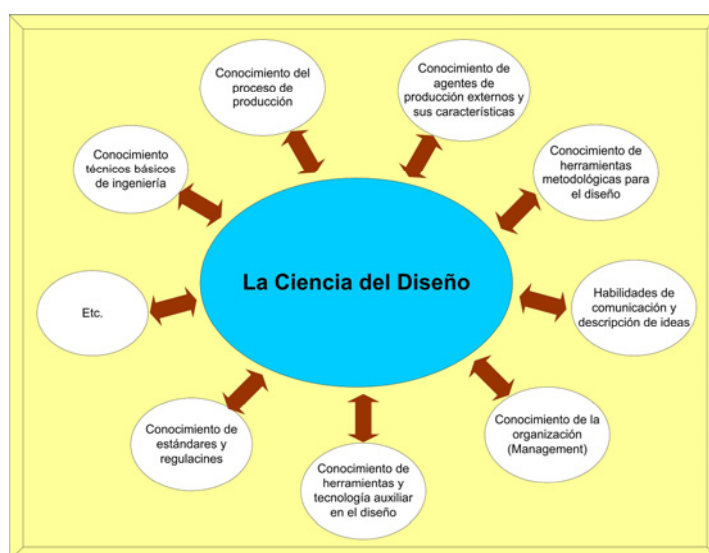 Conocimiento del
proceso de
producción
Conocimiento de
agentes de
producción externos y
sus características
Conocimiento
técnicos básicos
de ingeniería
Conocimiento de
herramientas
metodológicas para
el diseño
La Ciencia del Diseño
Etc.
Habilidades de
comunicación y
descripción de ideas
Conocimiento de
estándares y
regulacines
Conocimiento de la
organización
(Management)
Conocimiento de
herramientas y
tecnología auxiliar
en el diseño